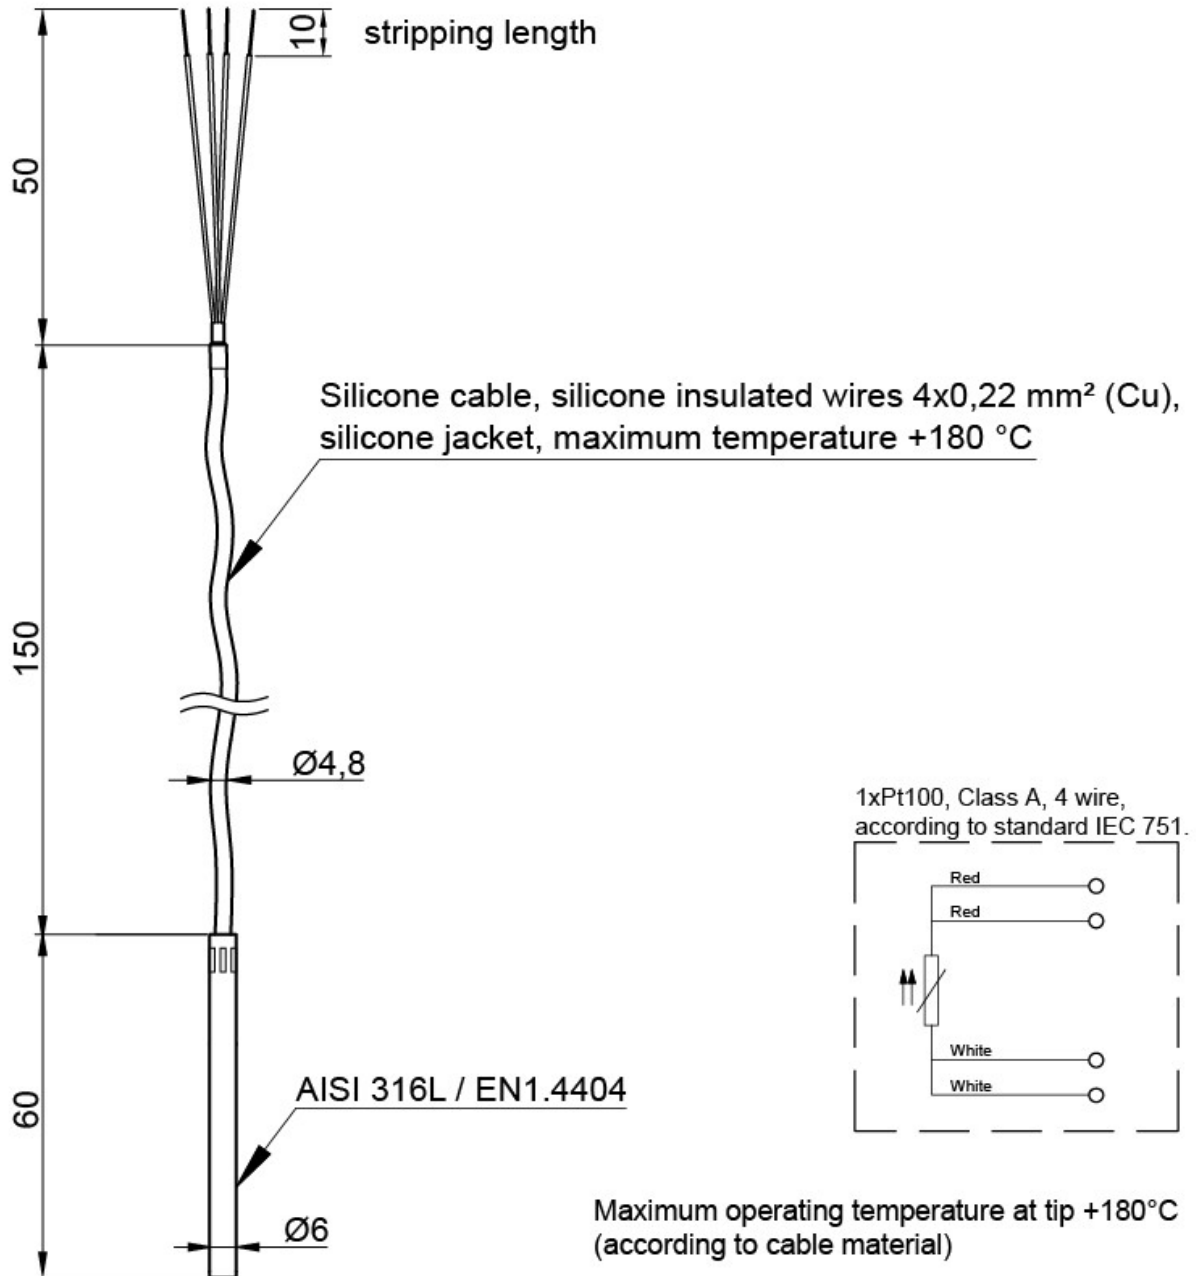 10
stripping length
50
Silicone cable, silicone insulated wires 4x0,22 mm² (Cu),
silicone jacket, maximum temperature +180 °C
150
Ø4,8
1xPt100, Class A, 4 wire,
according to standard IEC 751.
Red
Red
White
White
60
AISI 316L / EN1.4404
Ø6
Maximum operating temperature at tip +180°C
(according to cable material)